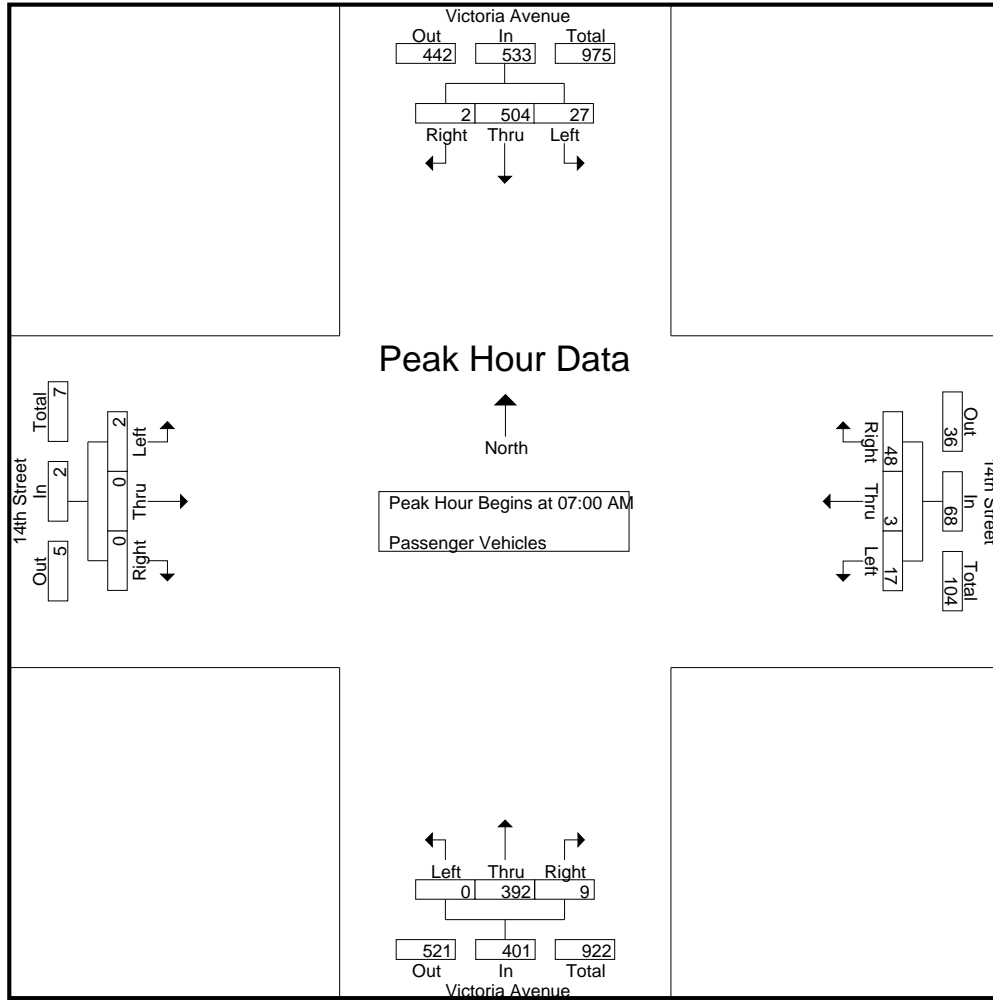 Victoria Avenue
Out In Total
442 533 975
2 504 27
Right Thru Left
Peak Hour Data
North
Peak Hour Begins at 07:00 AM
Passenger Vehicles
14th Street
Total In Out
7 2 5
2 0 0
Left Thru Right
14th Street
Out In Total
36 68 104
48 3 17
Right Thru Left
Left Thru Right
0 392 9
521 401 922
Out In Total
Victoria Avenue